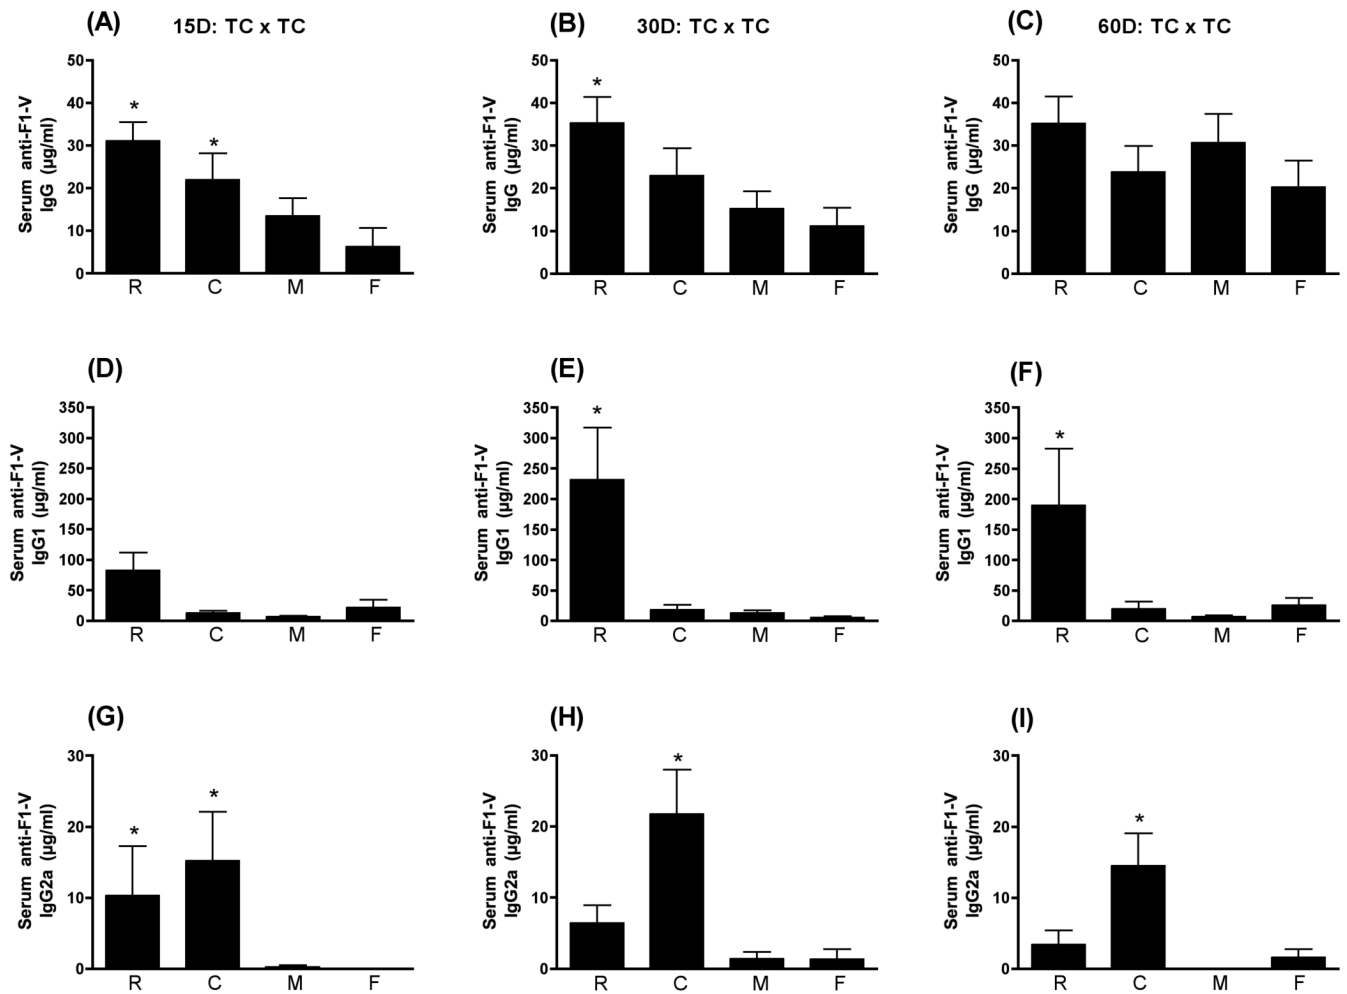 (A) 15D: TC x TC
Serum anti-F1-V
IgG (µg/ml)
50
40
30
20
10
0
* *
R C M F
(B) 30D: TC x TC
Serum anti-F1-V
IgG (µg/ml)
50
40
30
20
10
0
*
R C M F
(C) 60D: TC x TC
Serum anti-F1-V
IgG (µg/ml)
50
40
30
20
10
0
R C M F
(D)
Serum anti-F1-V
IgG1 (µg/ml)
350
300
250
200
150
100
50
0
R C M F
(E)
Serum anti-F1-V
IgG1 (µg/ml)
350
300
250
200
150
100
50
0
*
R C M F
(F)
Serum anti-F1-V
IgG1 (µg/ml)
350
300
250
200
150
100
50
0
*
R C M F
(G)
Serum anti-F1-V
IgG2a (µg/ml)
30
20
10
0
* *
R C M F
(H)
Serum anti-F1-V
IgG2a (µg/ml)
30
20
10
0
*
R C M F
(I)
Serum anti-F1-V
IgG2a (µg/ml)
30
20
10
0
*
R C M F